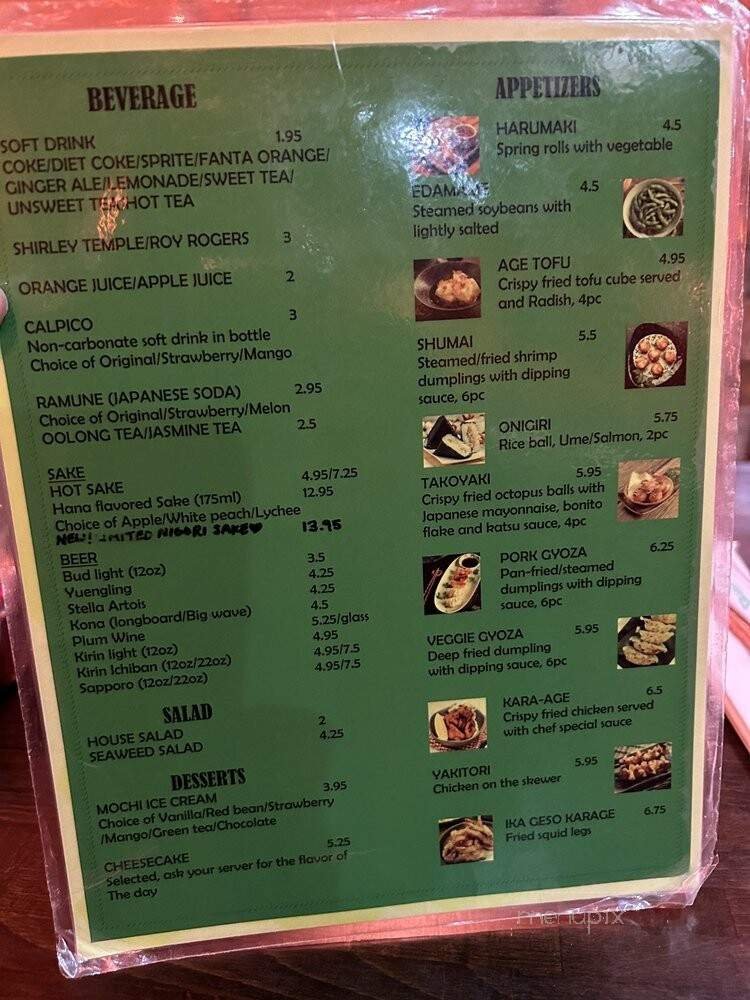 BEVERAGE
SOFT DRINK 1.95
COKE/DIET COKE/SPRITE/FANTA ORANGE/
GINGER ALE/LEMONADE/SWEET TEA/
UNSWEET TEA/HOT TEA
SHIRLEY TEMPLE/ROY ROGERS 3
ORANGE JUICE/APPLE JUICE 2
CALPICO 3
Non-carbonate soft drink in bottle
Choice of Original/Strawberry/Mango
RAMUNE (JAPANESE SODA) 2.95
Choice of Original/Strawberry/Melon
OOLONG TEA/JASMINE TEA 2.5
SAKE
HOT SAKE 4.95/7.25
Hana flavored Sake (175ml) 12.95
Choice of Apple/White peach/Lychee
NEW! LIMITED NIGORI SAKE♥ 13.95
BEER
Bud light (12oz) 3.5
Yuengling 4.25
Stella Artois 4.25
Kona (longboard/Big wave) 4.5
Plum Wine 5.25/glass
Kirin light (12oz) 4.95
Kirin Ichiban (12oz/22oz) 4.95/7.5
Sapporo (12oz/22oz) 4.95/7.5
SALAD
HOUSE SALAD 2
SEAWEED SALAD 4.25
DESSERTS
MOCHI ICE CREAM 3.95
Choice of Vanilla/Red bean/Strawberry
/Mango/Green tea/Chocolate
CHEESECAKE 5.25
Selected, ask your server for the flavor of
The day
APPETIZERS
HARUMAKI 4.5
Spring rolls with vegetable
EDAMAME 4.5
Steamed soybeans with
lightly salted
AGE TOFU 4.95
Crispy fried tofu cube served
and Radish, 4pc
SHUMAI 5.5
Steamed/fried shrimp
dumplings with dipping
sauce, 6pc
ONIGIRI 5.75
Rice ball, Ume/Salmon, 2pc
TAKOYAKI 5.95
Crispy fried octopus balls with
Japanese mayonnaise, bonito
flake and katsu sauce, 4pc
PORK GYOZA 6.25
Pan-fried/steamed
dumplings with dipping
sauce, 6pc
VEGGIE GYOZA 5.95
Deep fried dumpling
with dipping sauce, 6pc
KARA-AGE 6.5
Crispy fried chicken served
with chef special sauce
YAKITORI 5.95
Chicken on the skewer
IKA GESO KARAGE 6.75
Fried squid legs
menupix